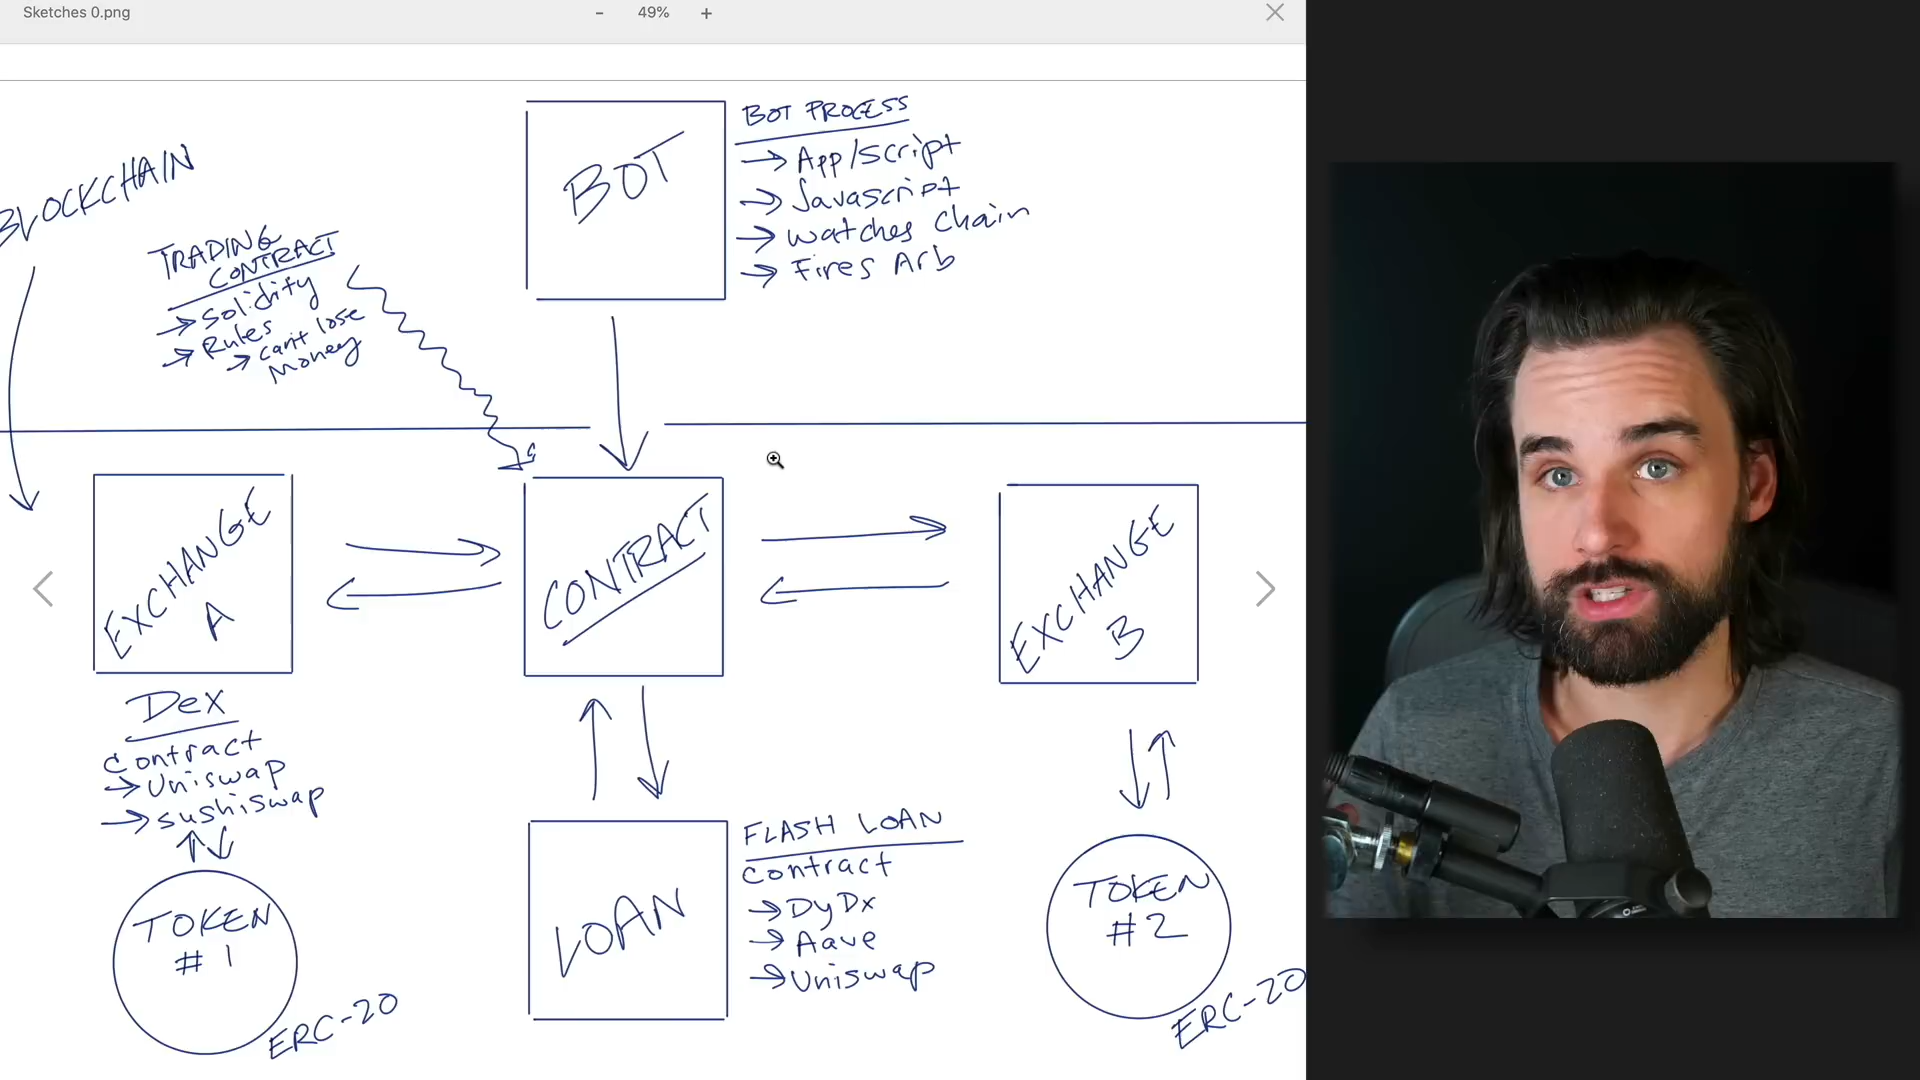 Sketches 0.png
- 49% +
BLOCKCHAIN
TRADING
CONTRACT
→ Solidity
→ Rules
→ can't lose
Money
BOT
BOT PROCESS
→ App/Script
→ Javascript
→ Watches Chain
→ Fires Arb
EXCHANGE
A
CONTRACT
EXCHANGE
B
Dex
Contract
→ Uniswap
→ sushiswap
TOKEN
#1
ERC-20
LOAN
FLASH LOAN
Contract
→ DyDx
→ Aave
→ Uniswap
TOKEN
#2
ERC-20